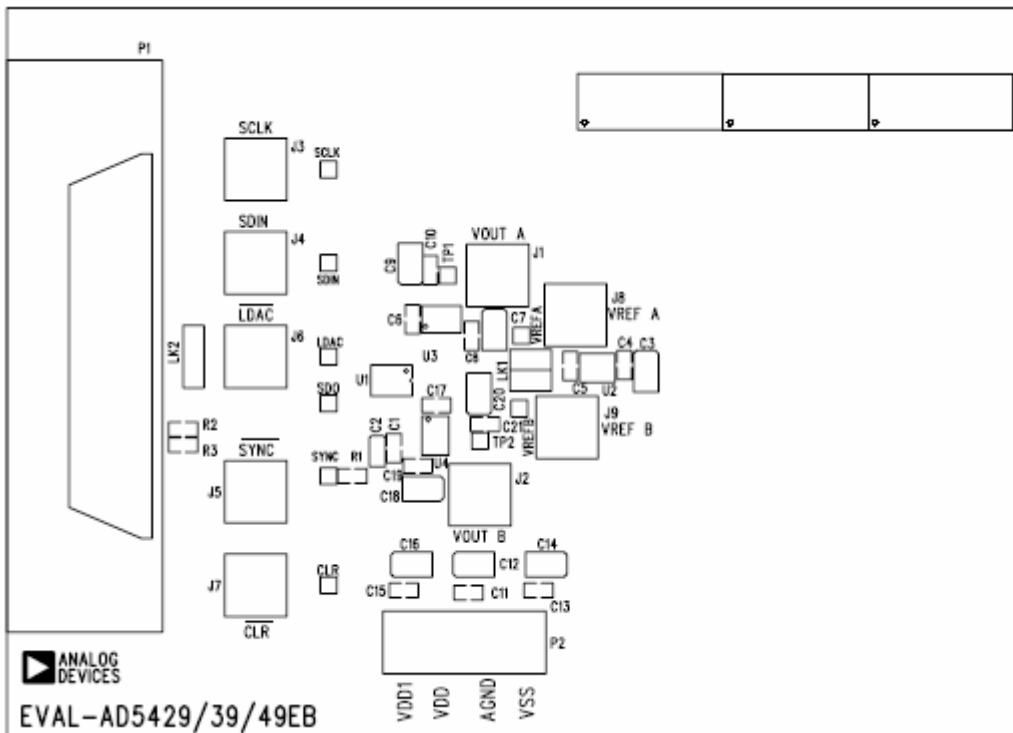 P1
SCLK
J3
SCLK
SDIN
J4
SDIN
VOUT A
J1
C9
C10
TP1
J8
VREF A
LDAC
J6
LDAC
LK2
C6
C8
C7
VREFA
U3
LK1
C4
C3
C5
U2
U1
SDO
C17
C20
C21
TP2
VREFB
J9
VREF B
R2
R3
SYNC
J5
SYNC
R1
C2
C1
C19
U4
C18
J2
VOUT B
C16
C12
C14
J7
CLR
CLR
C15
C11
C13
P2
ANALOG
DEVICES
VDD1
VDD
AGND
VSS
EVAL-AD5429/39/49EB